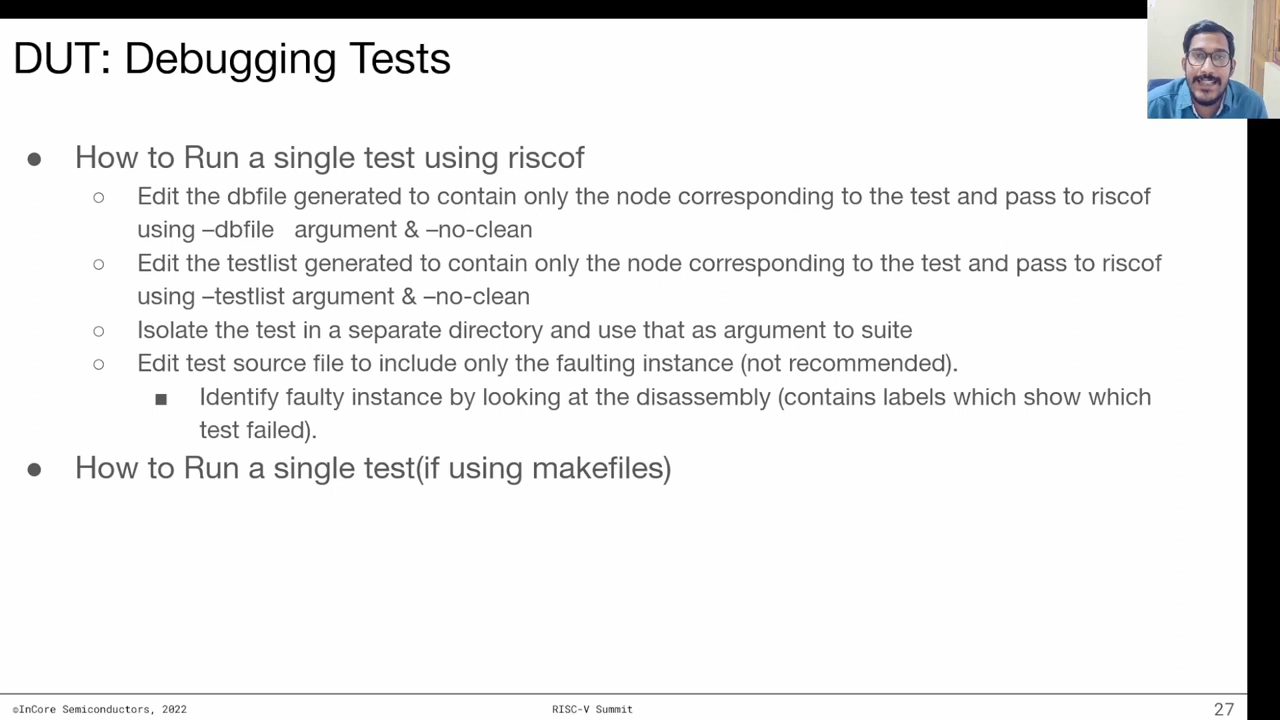 DUT: Debugging Tests
● How to Run a single test using riscof
○ Edit the dbfile generated to contain only the node corresponding to the test and pass to riscof
using –dbfile argument & –no-clean
○ Edit the testlist generated to contain only the node corresponding to the test and pass to riscof
using –testlist argument & –no-clean
○ Isolate the test in a separate directory and use that as argument to suite
○ Edit test source file to include only the faulting instance (not recommended).
■ Identify faulty instance by looking at the disassembly (contains labels which show which
test failed).
● How to Run a single test(if using makefiles)
©InCore Semiconductors, 2022
RISC-V Summit
27